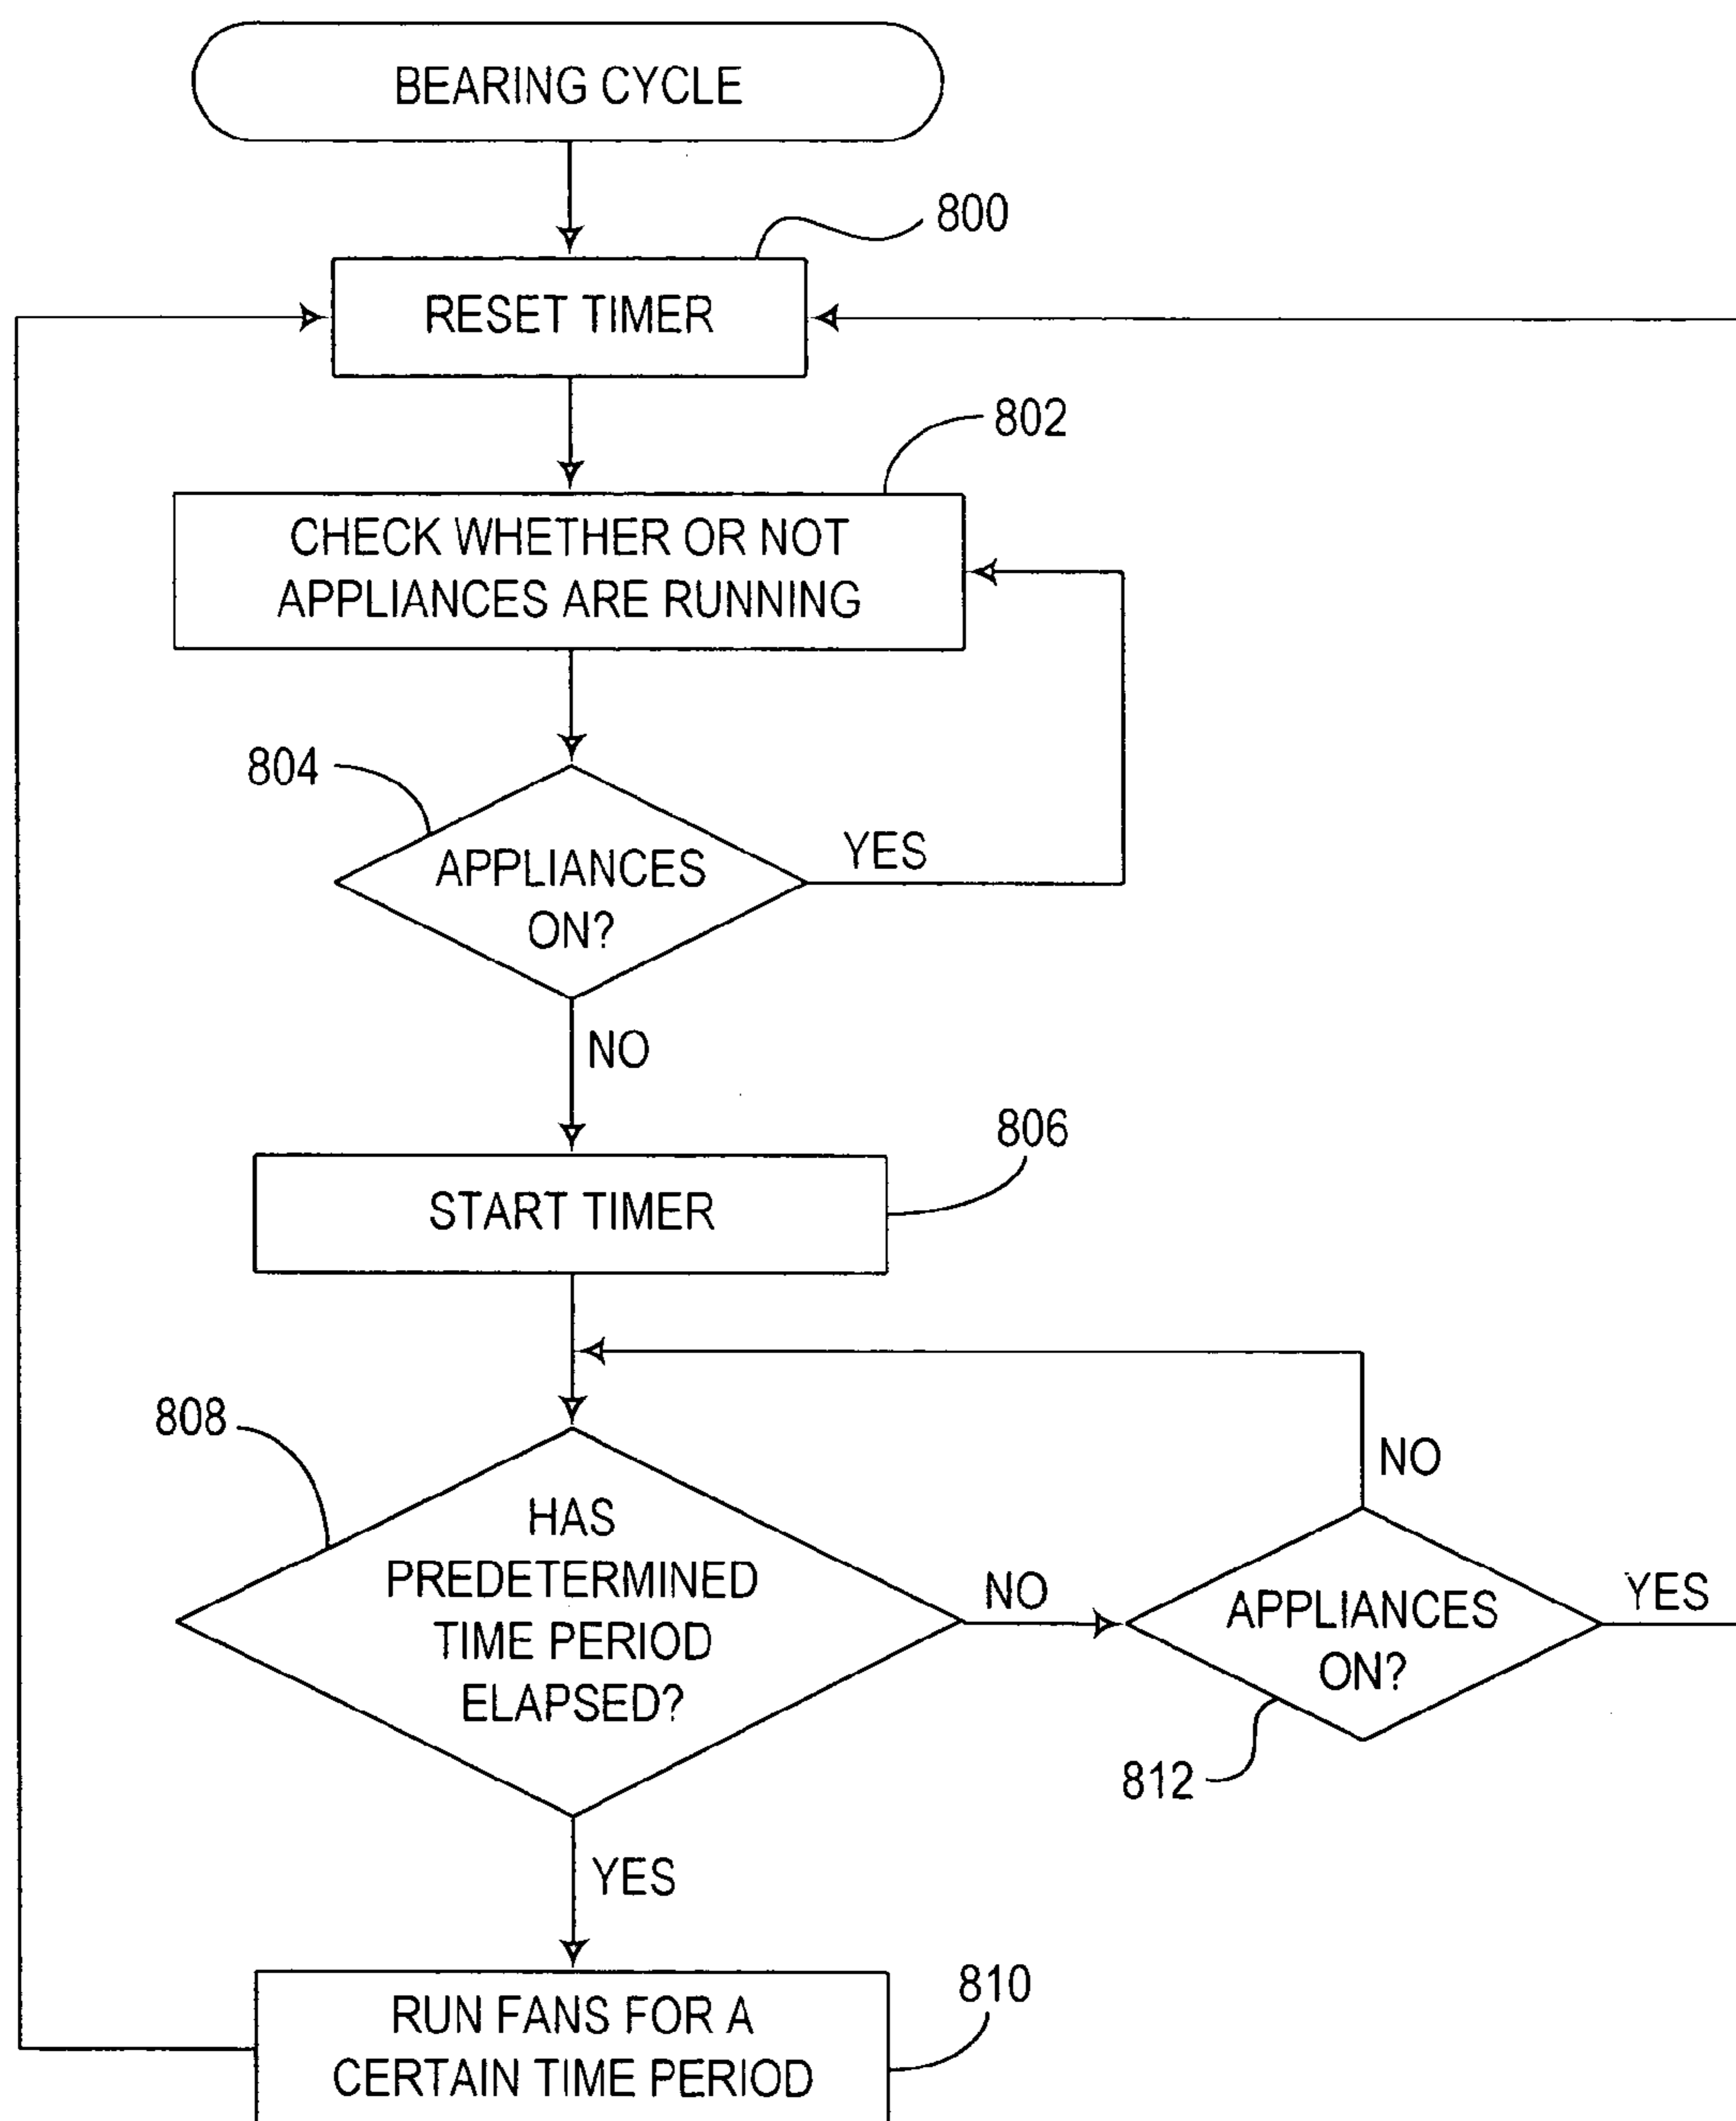 BEARING CYCLE
800
RESET TIMER
802
CHECK WHETHER OR NOT
APPLIANCES ARE RUNNING
804
APPLIANCES
ON?
YES
NO
806
START TIMER
808
HAS
PREDETERMINED
TIME PERIOD
ELAPSED?
NO
APPLIANCES
ON?
NO
YES
812
YES
810
RUN FANS FOR A
CERTAIN TIME PERIOD